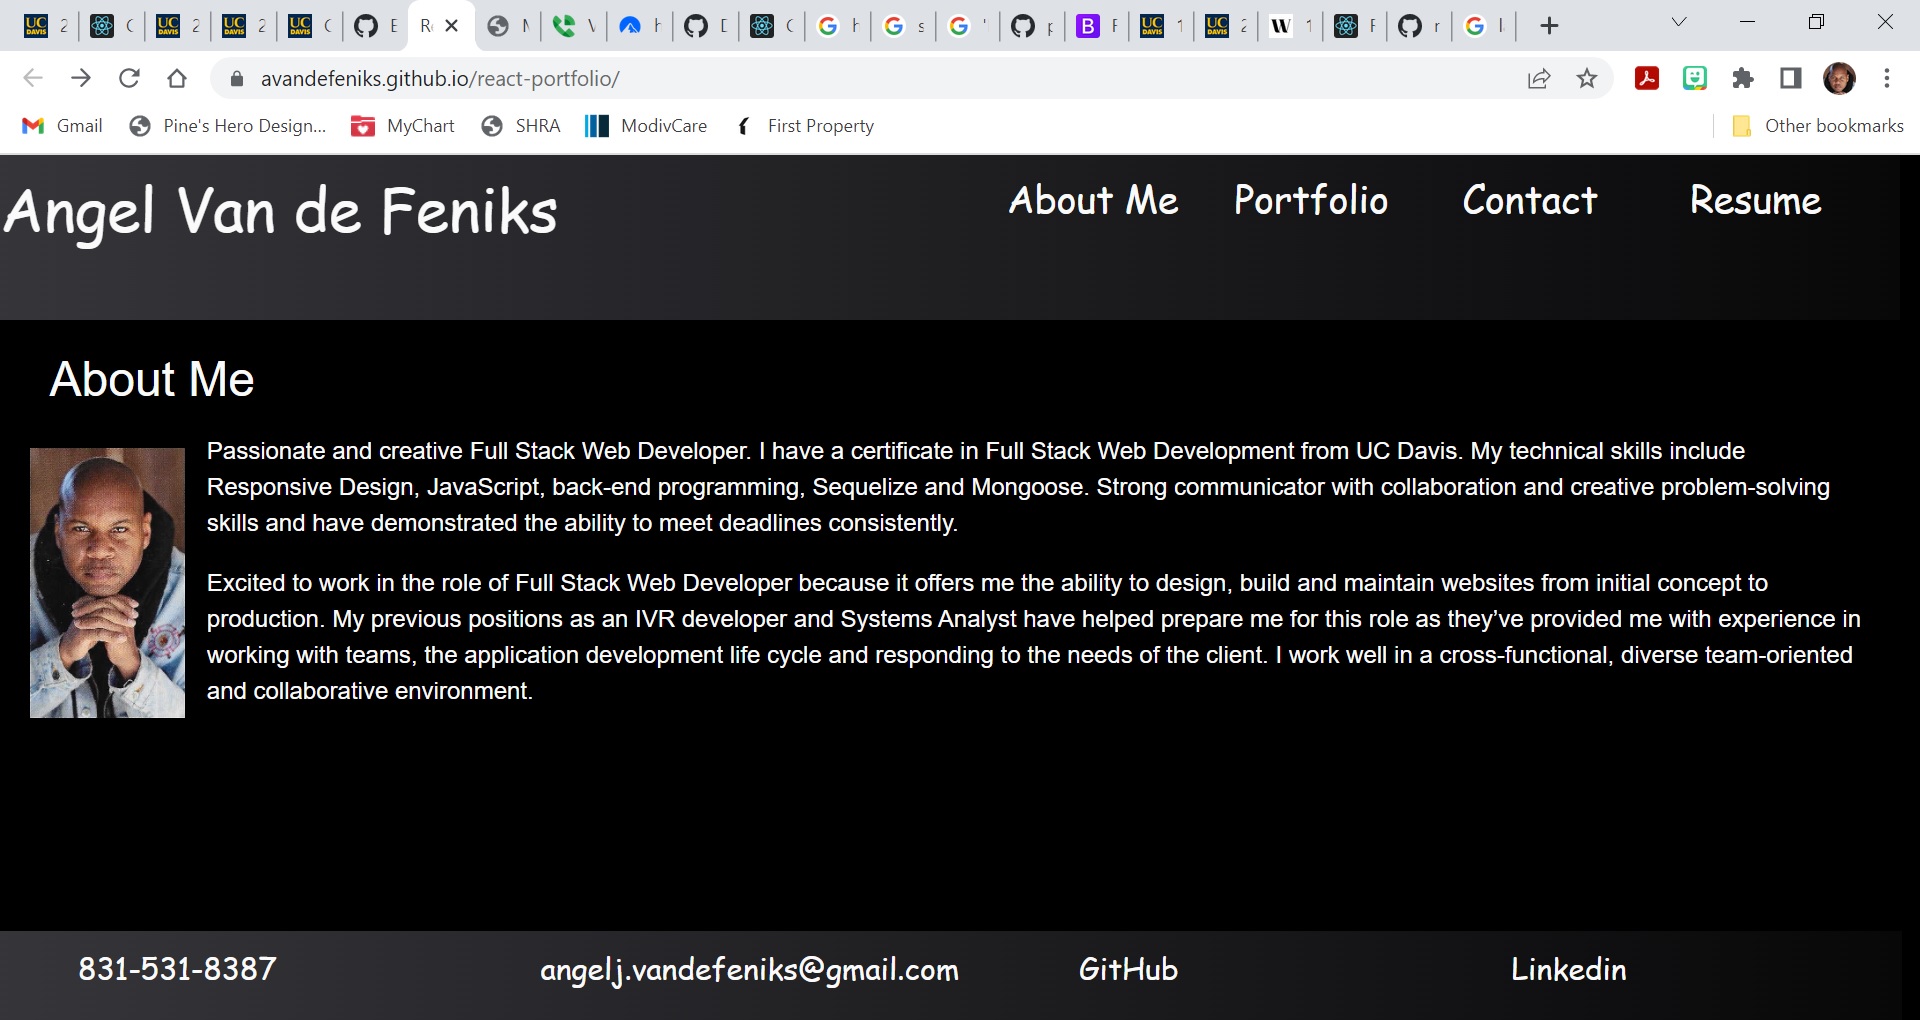 avandefeniks.github.io/react-portfolio/
Gmail Pine's Hero Design... MyChart SHRA ModivCare First Property Other bookmarks
Angel Van de Feniks About Me Portfolio Contact Resume
About Me
Passionate and creative Full Stack Web Developer. I have a certificate in Full Stack Web Development from UC Davis. My technical skills include
Responsive Design, JavaScript, back-end programming, Sequelize and Mongoose. Strong communicator with collaboration and creative problem-solving
skills and have demonstrated the ability to meet deadlines consistently.
Excited to work in the role of Full Stack Web Developer because it offers me the ability to design, build and maintain websites from initial concept to
production. My previous positions as an IVR developer and Systems Analyst have helped prepare me for this role as they’ve provided me with experience in
working with teams, the application development life cycle and responding to the needs of the client. I work well in a cross-functional, diverse team-oriented
and collaborative environment.
831-531-8387 angelj.vandefeniks@gmail.com GitHub Linkedin